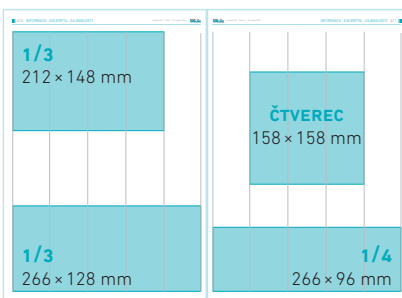 1/3
212 × 148 mm
1/3
266 × 128 mm
ČTVEREC
158 × 158 mm
1/4
266 × 96 mm